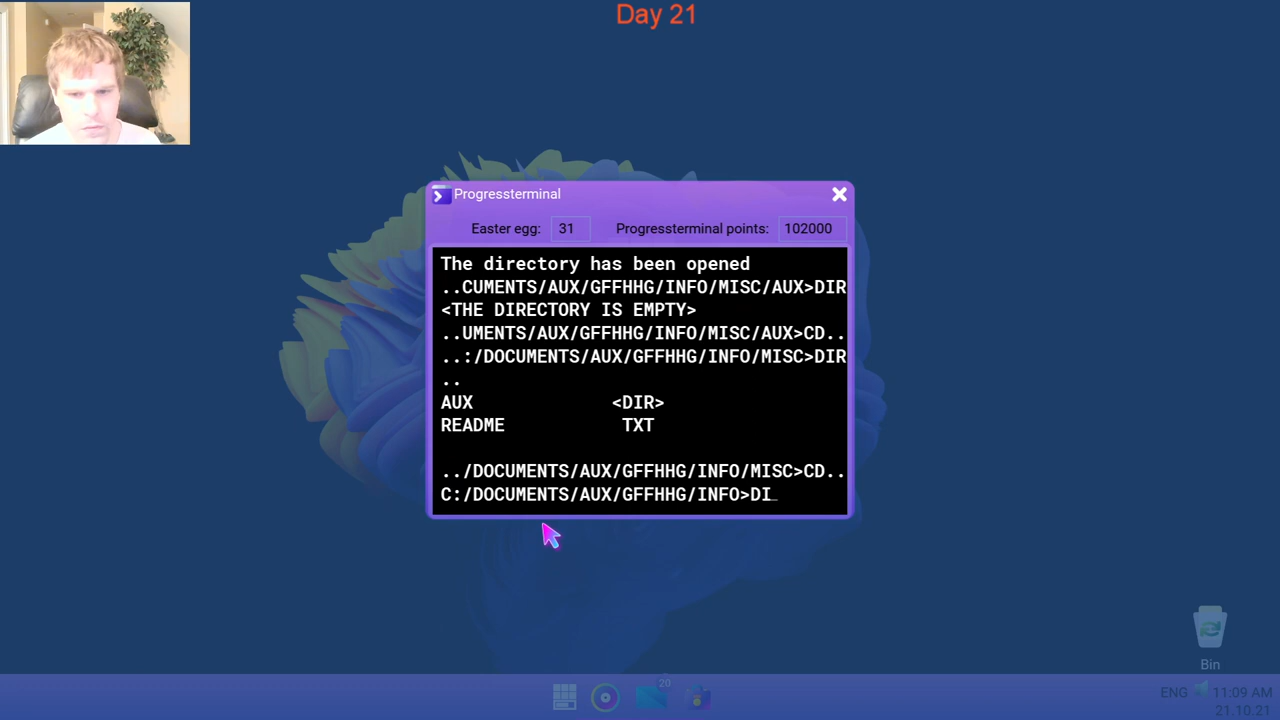 Day 21
Progressterminal
Easter egg: 31 Progressterminal points: 102000
The directory has been opened
..CUMENTS/AUX/GFFHHG/INFO/MISC/AUX>DIR
<THE DIRECTORY IS EMPTY>
..UMENTS/AUX/GFFHHG/INFO/MISC/AUX>CD..
..:/DOCUMENTS/AUX/GFFHHG/INFO/MISC>DIR
..
AUX <DIR>
README TXT
../DOCUMENTS/AUX/GFFHHG/INFO/MISC>CD..
C:/DOCUMENTS/AUX/GFFHHG/INFO>DI_
Bin
20
ENG 11:09 AM
21.10.21